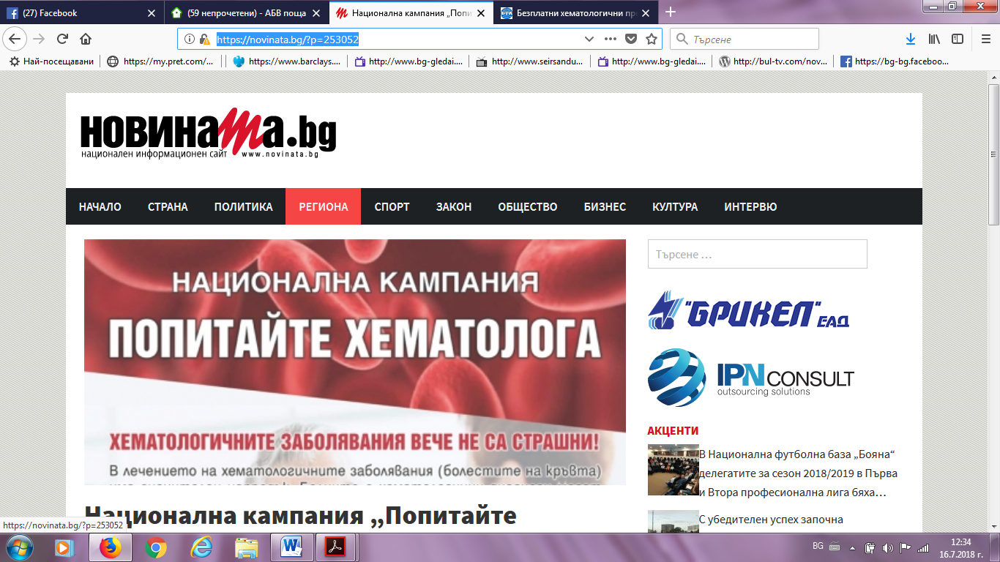 (27) Facebook
(59 непрочетени) - АБВ поща
Национална кампания „Попи
Безплатни хематологични пре
https://novinata.bg/?p=253052
Търсене
Най-посещавани
https://my.pret.com/...
https://www.barclays....
http://www.bg-gledai....
http://www.seirsandu...
http://www.bg-gledai....
http://bul-tv.com/nov...
https://bg-bg.faceboo...
новината.bg
национален информационен сайт www.novinata.bg
НАЧАЛО СТРАНА ПОЛИТИКА РЕГИОНА СПОРТ ЗАКОН ОБЩЕСТВО БИЗНЕС КУЛТУРА ИНТЕРВЮ
НАЦИОНАЛНА КАМПАНИЯ
ПОПИТАЙТЕ ХЕМАТОЛОГА
ХЕМАТОЛОГИЧНИТЕ ЗАБОЛЯВАНИЯ ВЕЧЕ НЕ СА СТРАШНИ!
В лечението на хематологичните заболявания (болестите на кръвта)
Национална кампания „Попитайте
Търсене …
"БРИКЕЛ" ЕАД
IPN CONSULT
outsourcing solutions
АКЦЕНТИ
В Национална футболна база „Бояна“
делегатите за сезон 2018/2019 в Първа
и Втора професионална лига бяха…
С убедителен успех започна
https://novinata.bg/?p=253052
BG
12:34
16.7.2018 г.